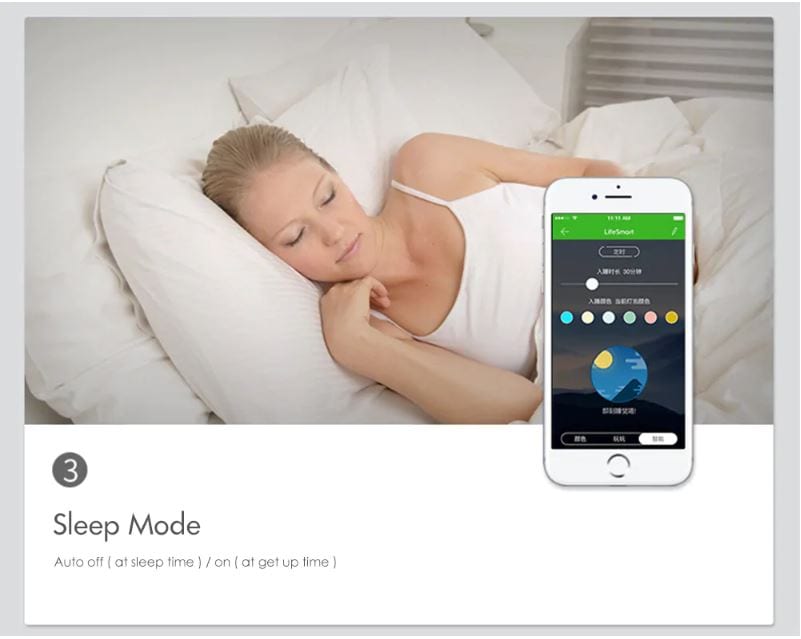 11:11 AM
LifeSmart
定时
入睡时长 30分钟
入睡颜色 当前灯光颜色
即刻睡觉啦!
颜色 玩玩 智能
3
Sleep Mode
Auto off ( at sleep time ) / on ( at get up time )